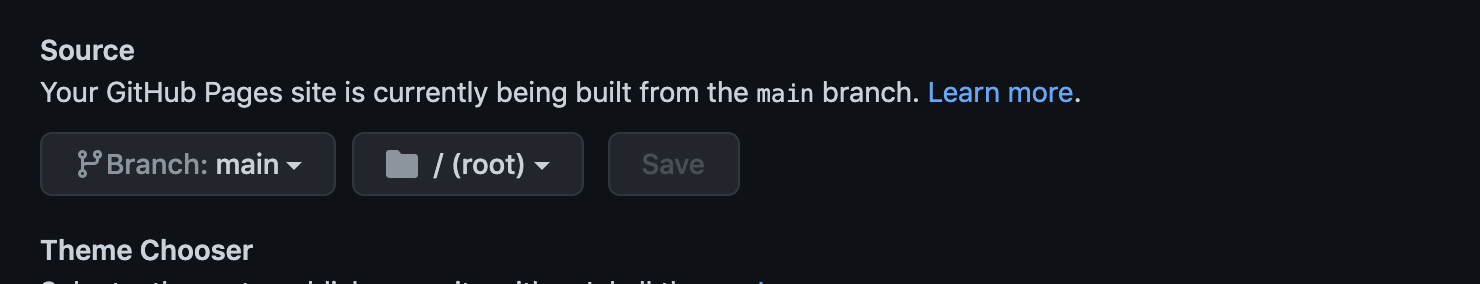 Source
Your GitHub Pages site is currently being built from the main branch. Learn more.
Branch: main / (root) Save
Theme Chooser